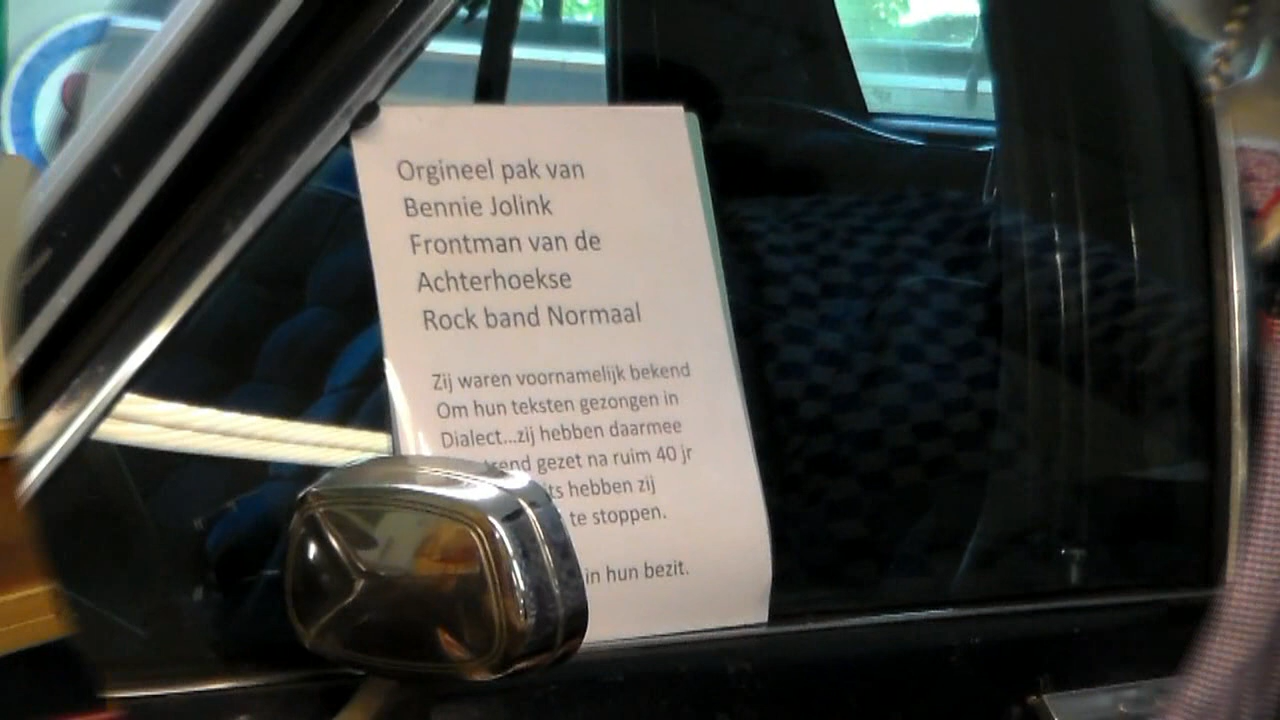 Orgineel pak van
Bennie Jolink
Frontman van de
Achterhoekse
Rock band Normaal
Zij waren voornamelijk bekend
Om hun teksten gezongen in
Dialect...zij hebben daarmee
gezet na ruim 40 jr
hebben zij
te stoppen.
in hun bezit.